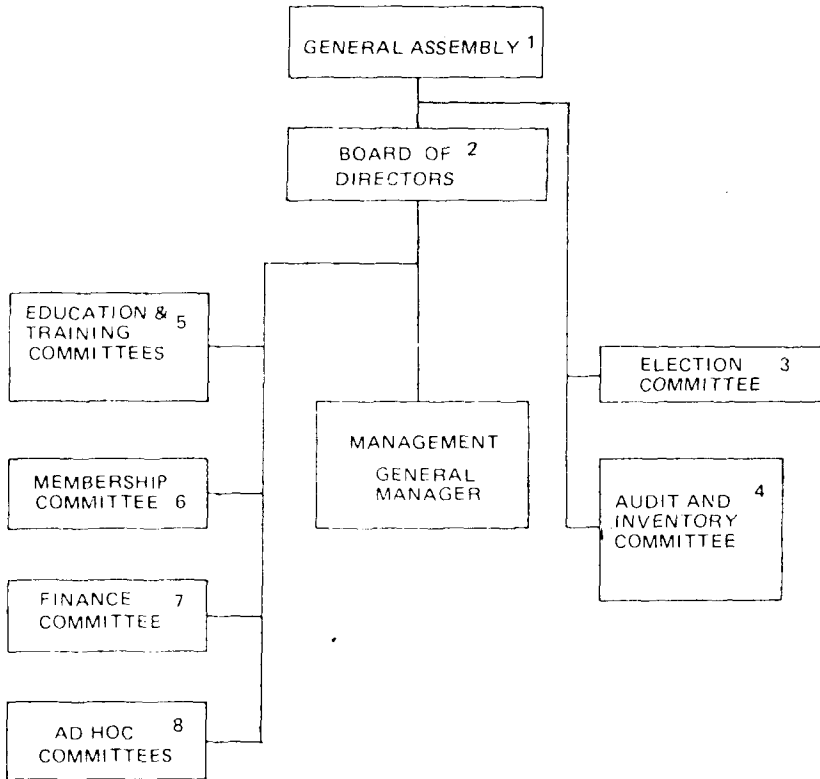 GENERAL ASSEMBLY 1
BOARD OF 2
DIRECTORS
EDUCATION & 5
TRAINING
COMMITTEES
ELECTION 3
COMMITTEE
MANAGEMENT
GENERAL
MANAGER
MEMBERSHIP
COMMITTEE 6
AUDIT AND 4
INVENTORY
COMMITTEE
FINANCE 7
COMMITTEE
AD HOC 8
COMMITTEES